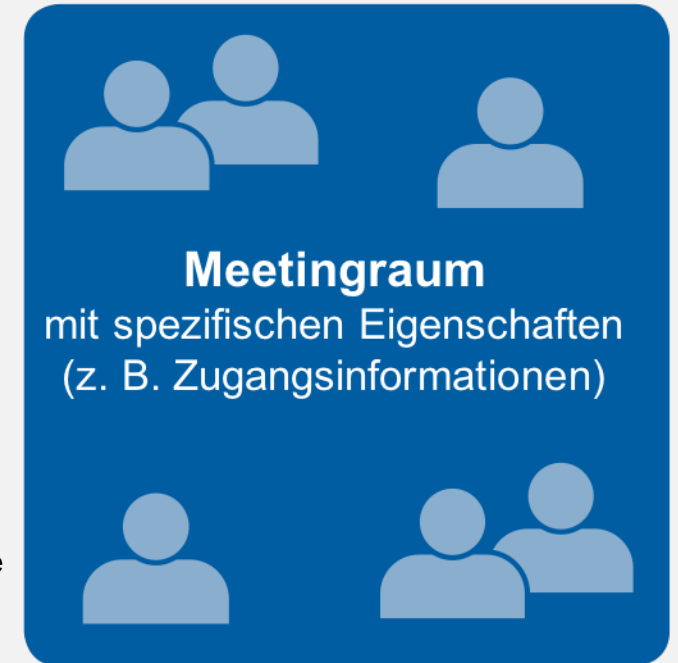 Meetingraum
mit spezifischen Eigenschaften
(z. B. Zugangsinformationen)